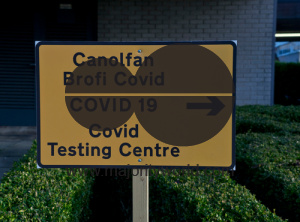 Canolfan
Brofi Covid
COVID 19
Covid
Testing Centre